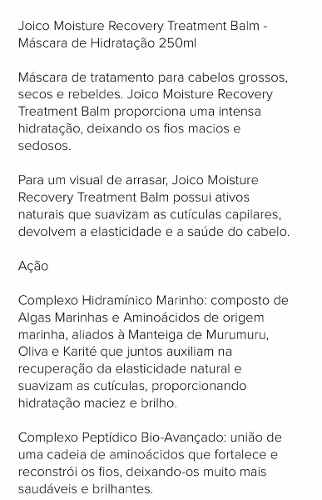 Joico Moisture Recovery Treatment Balm -
Máscara de Hidratação 250ml
Máscara de tratamento para cabelos grossos,
secos e rebeldes. Joico Moisture Recovery
Treatment Balm proporciona uma intensa
hidratação, deixando os fios macios e
sedosos.
Para um visual de arrasar, Joico Moisture
Recovery Treatment Balm possui ativos
naturais que suavizam as cutículas capilares,
devolvem a elasticidade e a saúde do cabelo.
Ação
Complexo Hidramínico Marinho: composto de
Algas Marinhas e Aminoácidos de origem
marinha, aliados à Manteiga de Murumuru,
Oliva e Karité que juntos auxiliam na
recuperação da elasticidade natural e
suavizam as cutículas, proporcionando
hidratação maciez e brilho.
Complexo Peptídico Bio-Avançado: união de
uma cadeia de aminoácidos que fortalece e
reconstrói os fios, deixando-os muito mais
saudáveis e brilhantes.